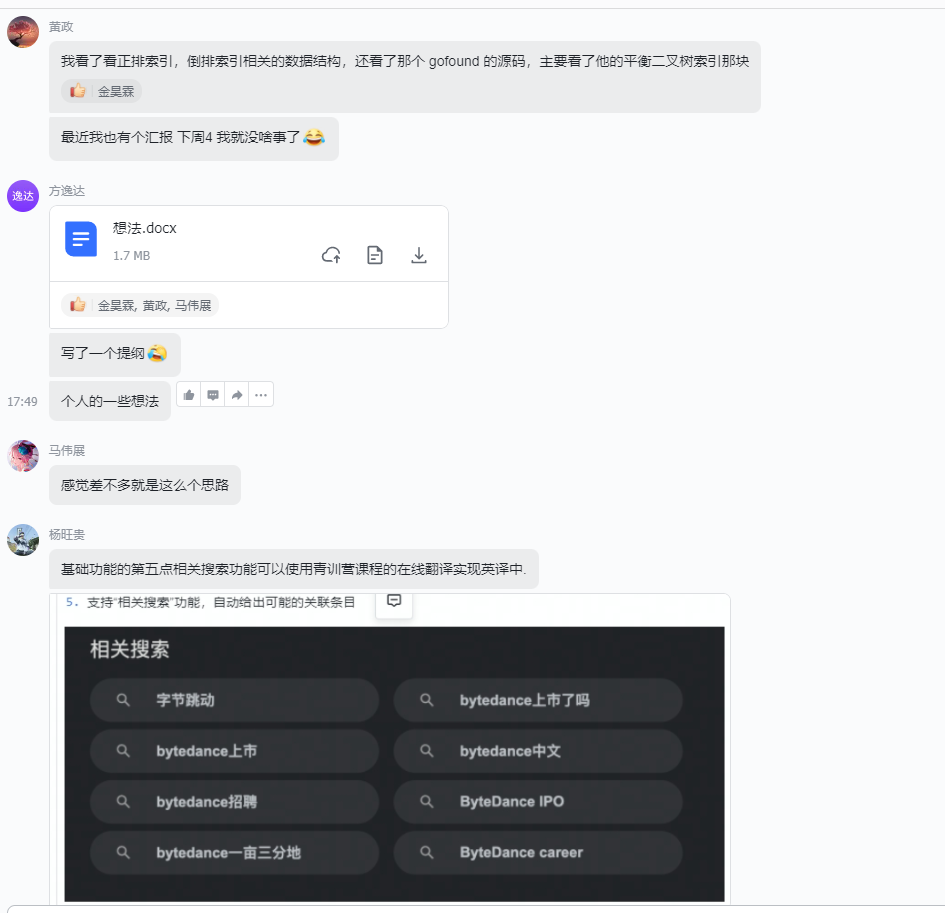 黄政
我看了看正排索引，倒排索引相关的数据结构，还看了那个 gofound 的源码，主要看了他的平衡二叉树索引那块
金昊霖
最近我也有个汇报 下周4 我就没啥事了
逸达
方逸达
想法.docx
1.7 MB
金昊霖, 黄政, 马伟展
写了一个提纲
17:49
个人的一些想法
马伟展
感觉差不多就是这么个思路
杨旺贵
基础功能的第五点相关搜索功能可以使用青训营课程的在线翻译实现英译中.
5. 支持“相关搜索”功能，自动给出可能的关联条目
相关搜索
字节跳动
bytedance上市了吗
bytedance上市
bytedance中文
bytedance招聘
ByteDance IPO
bytedance一亩三分地
ByteDance career